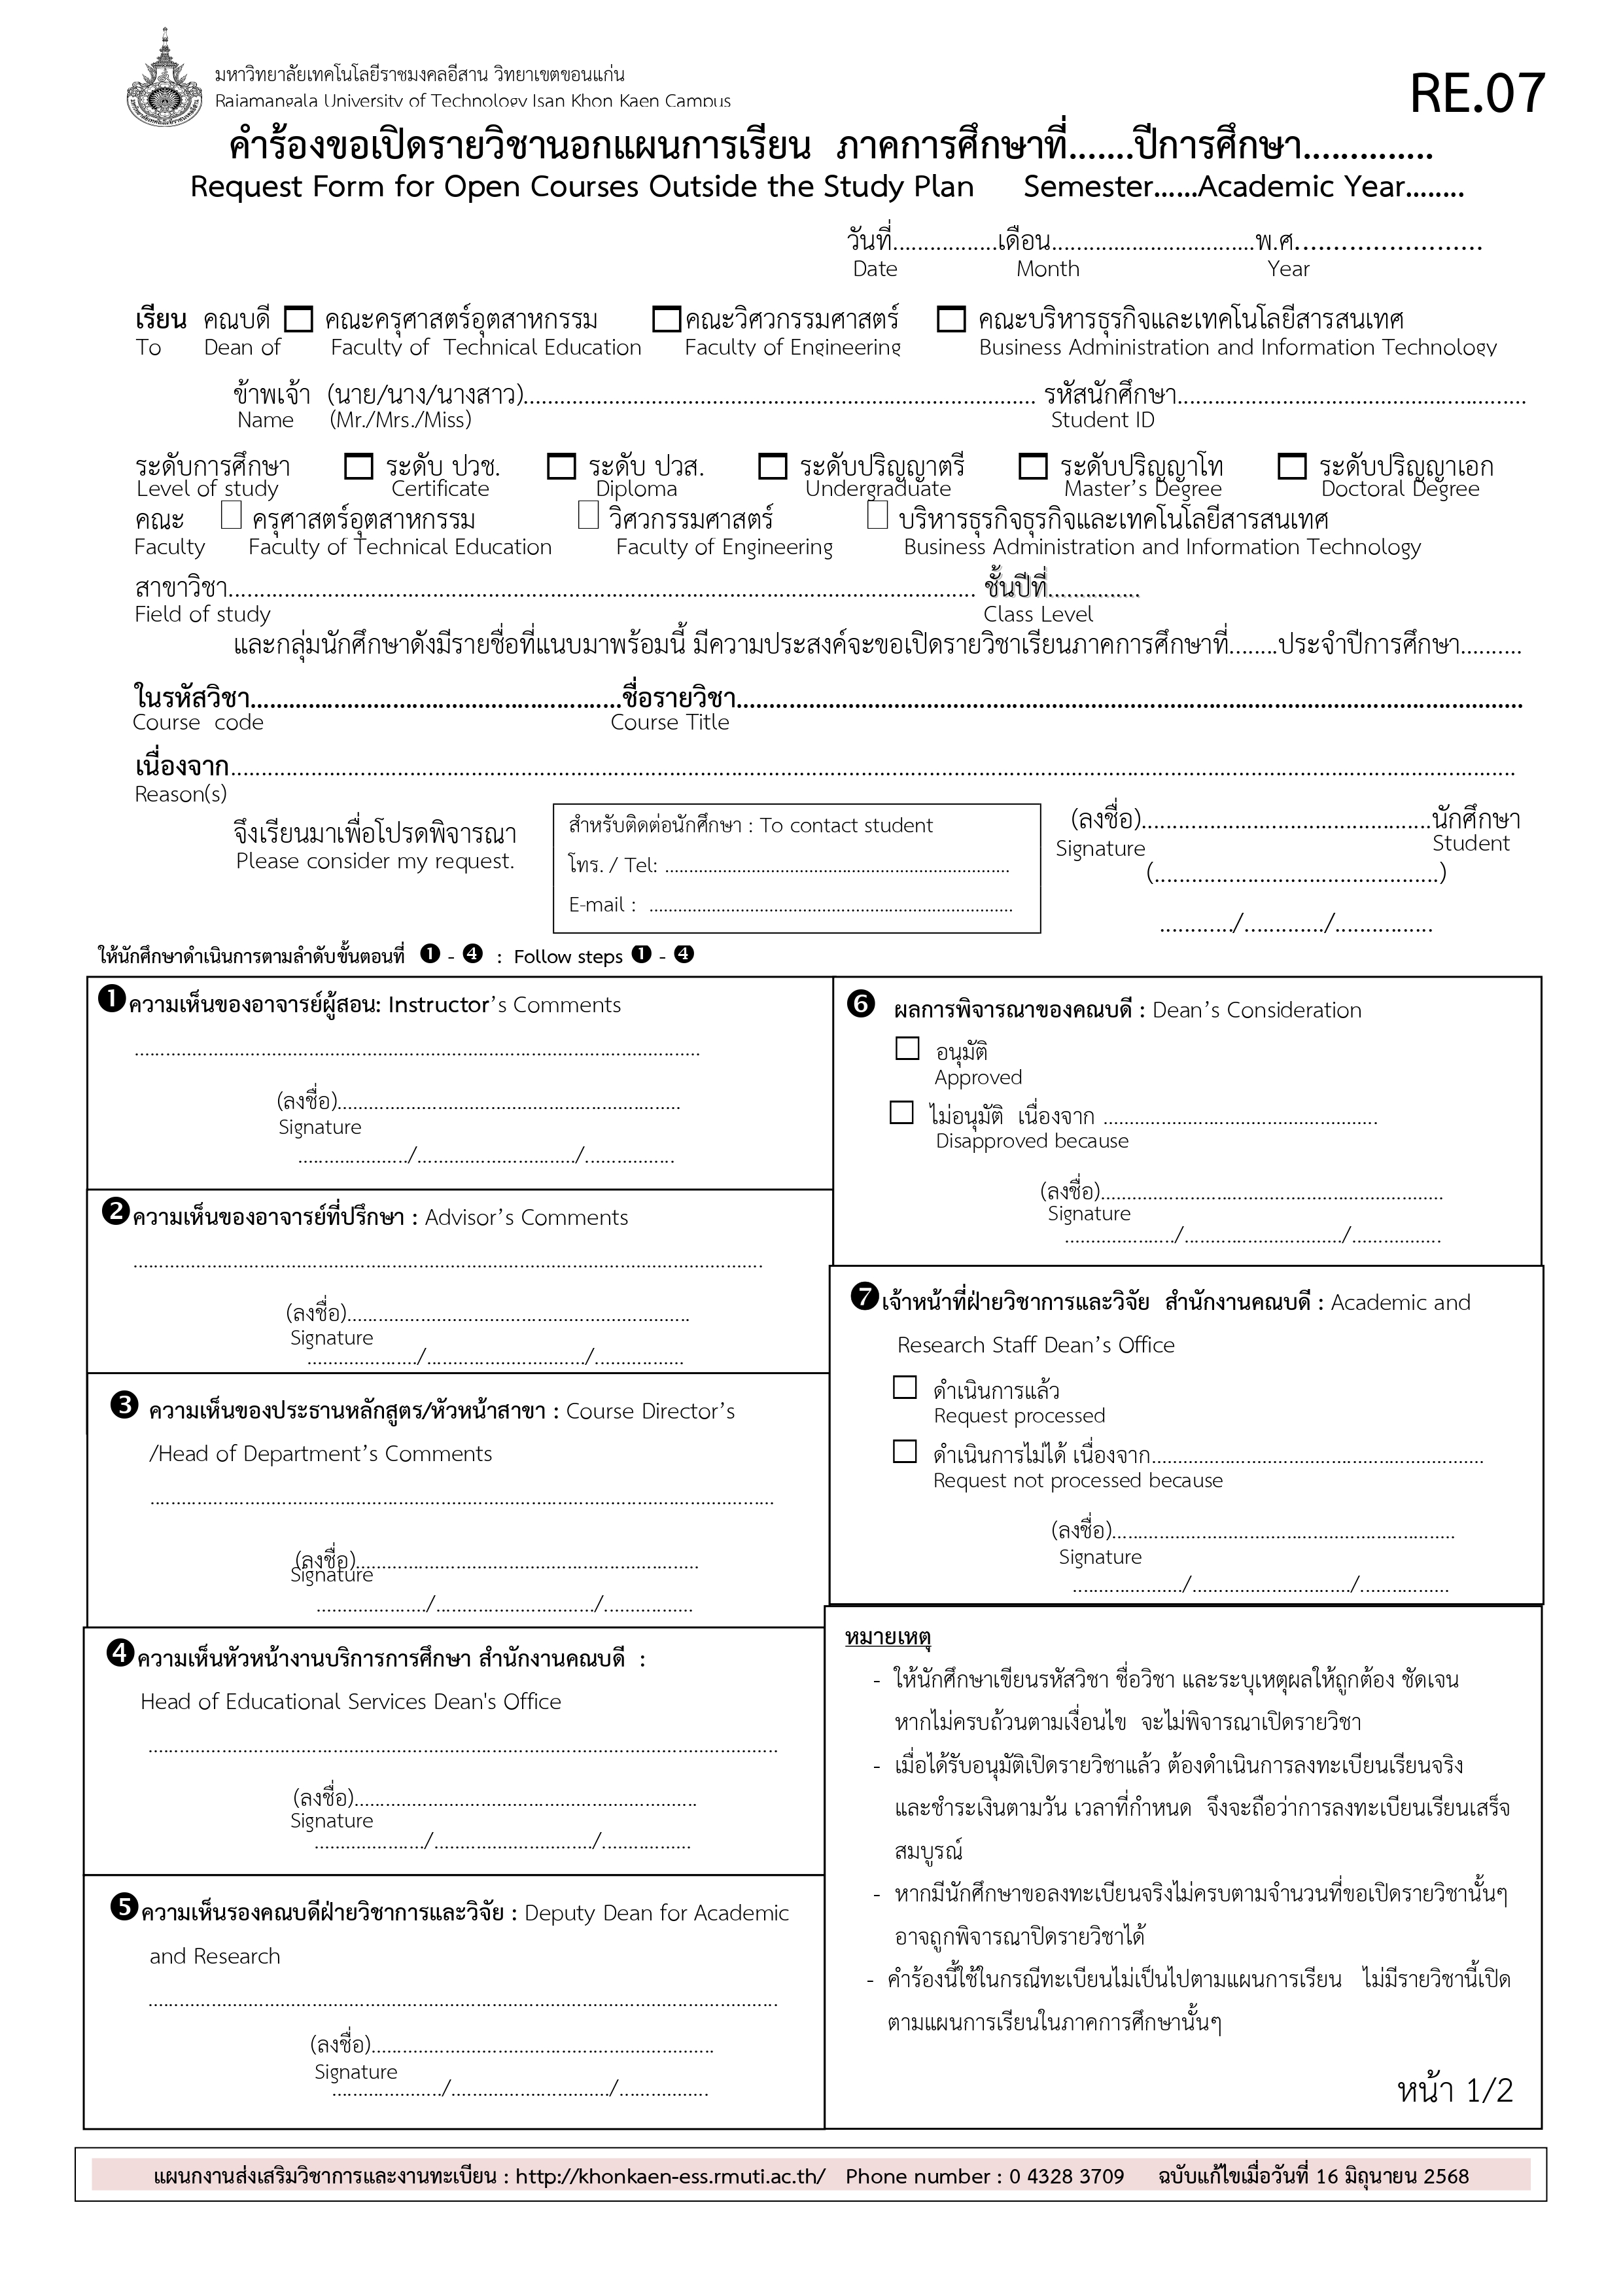 มหาวิทยาลัยเทคโนโลยีราชมงคลอีสาน วิทยาเขตขอนแก่น
Rajamangala University of Technology Isan Khon Kaen Campus
RE.07
คำร้องขอเปิดรายวิชานอกแผนการเรียน ภาคการศึกษาที่.......ปีการศึกษา..............
Request Form for Open Courses Outside the Study Plan Semester......Academic Year........
วันที่.................เดือน.................................พ.ศ........................
Date Month Year
เรียน คณบดี ☐ คณะครุศาสตร์อุตสาหกรรม ☐ คณะวิศวกรรมศาสตร์ ☐ คณะบริหารธุรกิจและเทคโนโลยีสารสนเทศ
To Dean of Faculty of Technical Education Faculty of Engineering Business Administration and Information Technology
ข้าพเจ้า (นาย/นาง/นางสาว)................................................................ รหัสนักศึกษา..........................................
Name (Mr./Mrs./Miss) Student ID
ระดับการศึกษา ☐ ระดับ ปวช. ☐ ระดับ ปวส. ☐ ระดับปริญญาตรี ☐ ระดับปริญญาโท ☐ ระดับปริญญาเอก
Level of study Certificate Diploma Undergraduate Master’s Degree Doctoral Degree
คณะ ☐ ครุศาสตร์อุตสาหกรรม ☐ วิศวกรรมศาสตร์ ☐ บริหารธุรกิจธุรกิจและเทคโนโลยีสารสนเทศ
Faculty Faculty of Technical Education Faculty of Engineering Business Administration and Information Technology
สาขาวิชา................................................................................ ชั้นปีที่...............
Field of study Class Level
และกลุ่มนักศึกษาดังมีรายชื่อที่แนบมาพร้อมนี้ มีความประสงค์จะขอเปิดรายวิชาเรียนภาคการศึกษาที่........ประจำปีการศึกษา..........
ในรหัสวิชา........................................ชื่อรายวิชา................................................................................
Course code Course Title
เนื่องจาก................................................................................................................................
Reason(s)
จึงเรียนมาเพื่อโปรดพิจารณา
Please consider my request.
สำหรับติดต่อนักศึกษา : To contact student
โทร. / Tel: ........................................................................
E-mail : ............................................................................
(ลงชื่อ)................................................นักศึกษา
Signature Student
(...............................................)
............/............./................
ให้นักศึกษาดำเนินการตามลำดับขั้นตอนที่ ❶ - ❹ : Follow steps ❶ - ❹
❶ความเห็นของอาจารย์ผู้สอน: Instructor’s Comments
............................................................................................................
(ลงชื่อ).................................................................
Signature
...................../............................../.................
❷ความเห็นของอาจารย์ที่ปรึกษา : Advisor’s Comments
........................................................................................................................
(ลงชื่อ).................................................................
Signature
...................../............................../.................
❸ ความเห็นของประธานหลักสูตร/หัวหน้าสาขา : Course Director’s
/Head of Department’s Comments
.......................................................................................................................
(ลงชื่อ).................................................................
Signature
...................../............................../.................
❹ความเห็นหัวหน้างานบริการการศึกษา สำนักงานคณบดี :
Head of Educational Services Dean's Office
........................................................................................................................
(ลงชื่อ).................................................................
Signature
...................../............................../.................
❺ความเห็นรองคณบดีฝ่ายวิชาการและวิจัย : Deputy Dean for Academic
and Research
........................................................................................................................
(ลงชื่อ).................................................................
Signature
...................../............................../.................
❻ ผลการพิจารณาของคณบดี : Dean’s Consideration
☐ อนุมัติ
Approved
☐ ไม่อนุมัติ เนื่องจาก ....................................................
Disapproved because
(ลงชื่อ).................................................................
Signature
...................../............................../.................
❼เจ้าหน้าที่ฝ่ายวิชาการและวิจัย สำนักงานคณบดี : Academic and
Research Staff Dean’s Office
☐ ดำเนินการแล้ว
Request processed
☐ ดำเนินการไม่ได้ เนื่องจาก...............................................................
Request not processed because
(ลงชื่อ).................................................................
Signature
...................../............................../.................
หมายเหตุ
- ให้นักศึกษาเขียนรหัสวิชา ชื่อวิชา และระบุเหตุผลให้ถูกต้อง ชัดเจน
หากไม่ครบถ้วนตามเงื่อนไข จะไม่พิจารณาเปิดรายวิชา
- เมื่อได้รับอนุมัติเปิดรายวิชาแล้ว ต้องดำเนินการลงทะเบียนเรียนจริง
และชำระเงินตามวัน เวลาที่กำหนด จึงจะถือว่าการลงทะเบียนเรียนเสร็จ
สมบูรณ์
- หากมีนักศึกษาขอลงทะเบียนจริงไม่ครบตามจำนวนที่ขอเปิดรายวิชานั้นๆ
อาจถูกพิจารณาปิดรายวิชาได้
- คำร้องนี้ใช้ในกรณีทะเบียนไม่เป็นไปตามแผนการเรียน ไม่มีรายวิชานี้เปิด
ตามแผนการเรียนในภาคการศึกษานั้นๆ
หน้า 1/2
แผนกงานส่งเสริมวิชาการและงานทะเบียน : http://khonkaen-ess.rmuti.ac.th/ Phone number : 0 4328 3709 ฉบับแก้ไขเมื่อวันที่ 16 มิถุนายน 2568